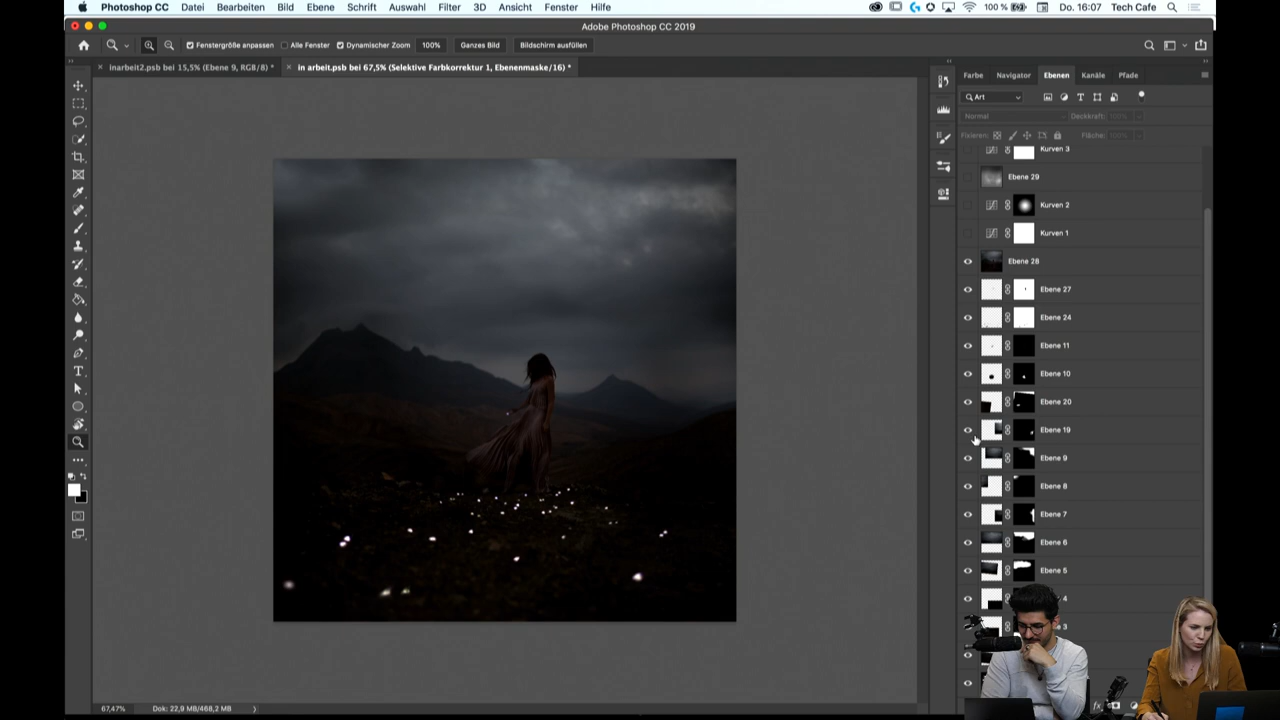 Photoshop CC Datei Bearbeiten Bild Ebene Schrift Auswahl Filter 3D Ansicht Fenster Hilfe 100 % Do. 16:07 Tech Cafe
Adobe Photoshop CC 2019
Fenstergröße anpassen Alle Fenster Dynamischer Zoom 100% Ganzes Bild Bildschirm ausfüllen
inarbeit2.psb bei 15,5% (Ebene 9, RGB/8) * in arbeit.psb bei 67,5% (Selektive Farbkorrektur 1, Ebenenmaske/16) *
Farbe Navigator Ebenen Kanäle Pfade
Art
Normal Deckkraft: 100%
Fixieren: Fläche: 100%
Kurven 3
Ebene 29
Kurven 2
Kurven 1
Ebene 28
Ebene 27
Ebene 24
Ebene 11
Ebene 10
Ebene 20
Ebene 19
Ebene 9
Ebene 8
Ebene 7
Ebene 6
Ebene 5
4
3
67,47% Dok: 22,9 MB/468,2 MB
fx